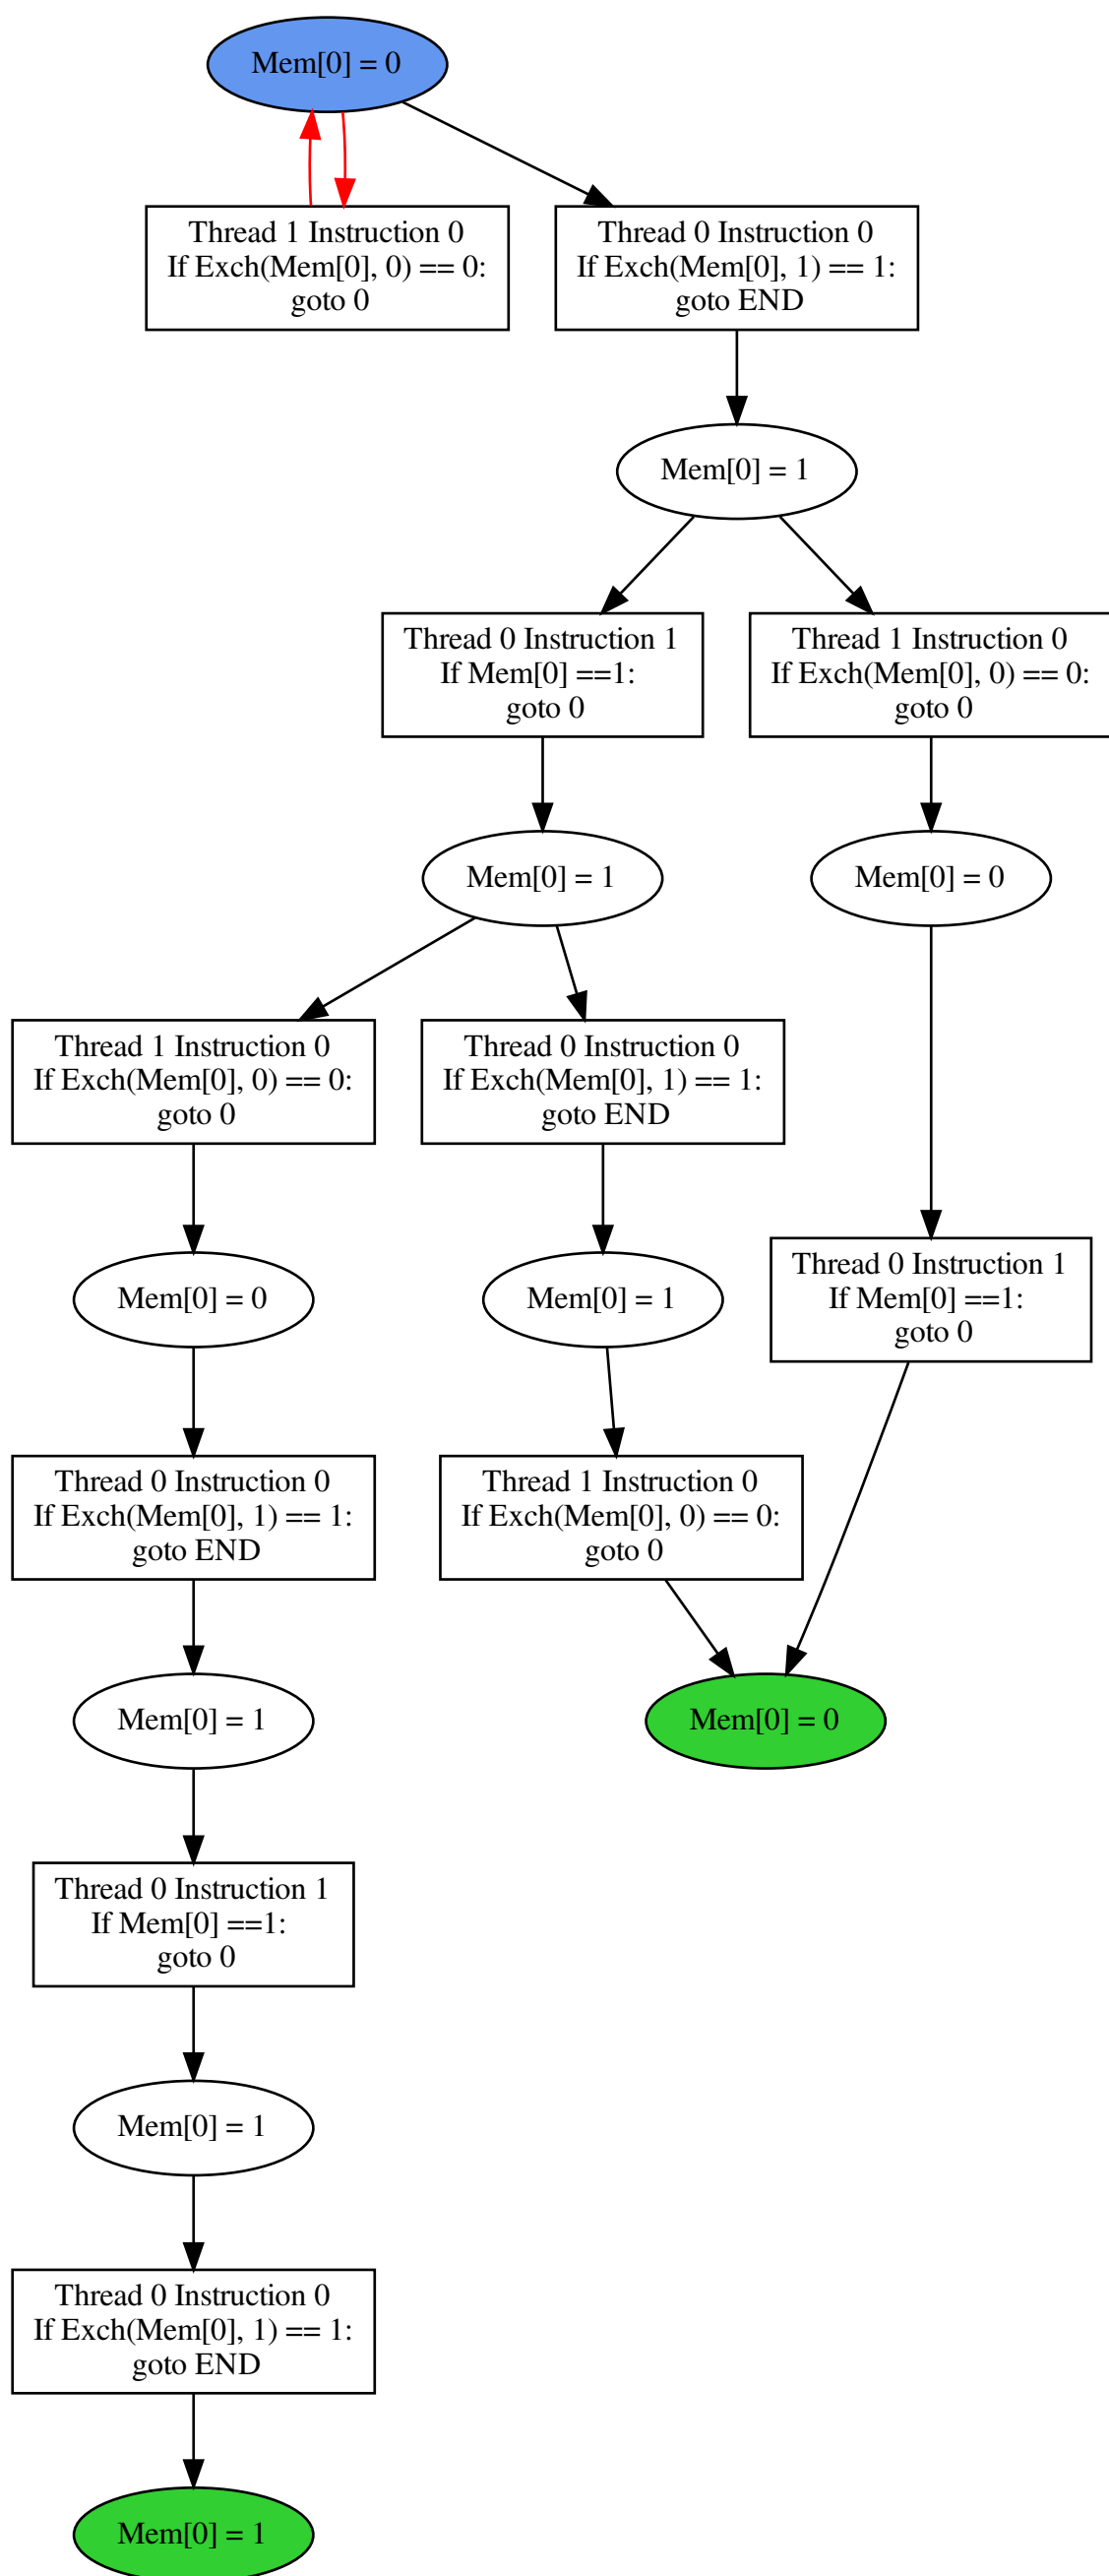 Mem[0] = 0
Thread 1 Instruction 0
If Exch(Mem[0], 0) == 0:
goto 0
Thread 0 Instruction 0
If Exch(Mem[0], 1) == 1:
goto END
Mem[0] = 1
Thread 0 Instruction 1
If Mem[0] ==1:
goto 0
Thread 1 Instruction 0
If Exch(Mem[0], 0) == 0:
goto 0
Mem[0] = 1
Mem[0] = 0
Thread 1 Instruction 0
If Exch(Mem[0], 0) == 0:
goto 0
Thread 0 Instruction 0
If Exch(Mem[0], 1) == 1:
goto END
Mem[0] = 0
Mem[0] = 1
Thread 0 Instruction 1
If Mem[0] ==1:
goto 0
Thread 0 Instruction 0
If Exch(Mem[0], 1) == 1:
goto END
Thread 1 Instruction 0
If Exch(Mem[0], 0) == 0:
goto 0
Mem[0] = 1
Mem[0] = 0
Thread 0 Instruction 1
If Mem[0] ==1:
goto 0
Mem[0] = 1
Thread 0 Instruction 0
If Exch(Mem[0], 1) == 1:
goto END
Mem[0] = 1